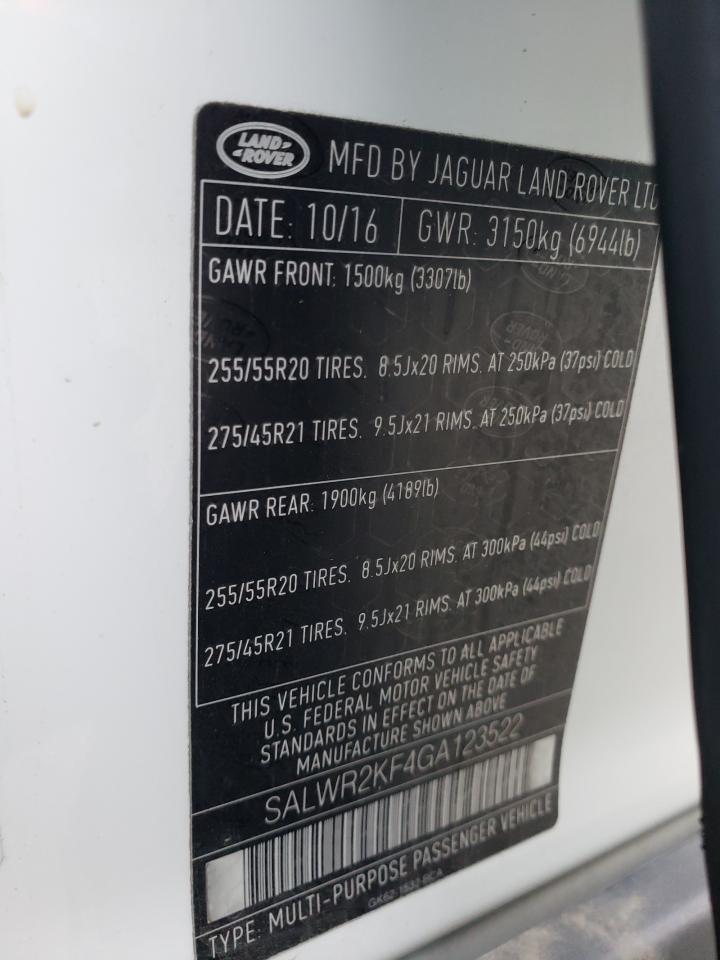 LAND-
-ROVER
MFD BY JAGUAR LAND ROVER LTD
DATE: 10/16 GWR: 3150kg (6944lb)
GAWR FRONT: 1500kg (3307lb)
255/55R20 TIRES. 8.5Jx20 RIMS. AT 250kPa (37psi) COLD
275/45R21 TIRES. 9.5Jx21 RIMS. AT 250kPa (37psi) COLD
GAWR REAR: 1900kg (4189lb)
255/55R20 TIRES. 8.5Jx20 RIMS. AT 300kPa (44psi) COLD
275/45R21 TIRES. 9.5Jx21 RIMS. AT 300kPa (44psi) COLD
THIS VEHICLE CONFORMS TO ALL APPLICABLE
U.S. FEDERAL MOTOR VEHICLE SAFETY
STANDARDS IN EFFECT ON THE DATE OF
MANUFACTURE SHOWN ABOVE
SALWR2KF4GA123522
TYPE: MULTI-PURPOSE PASSENGER VEHICLE